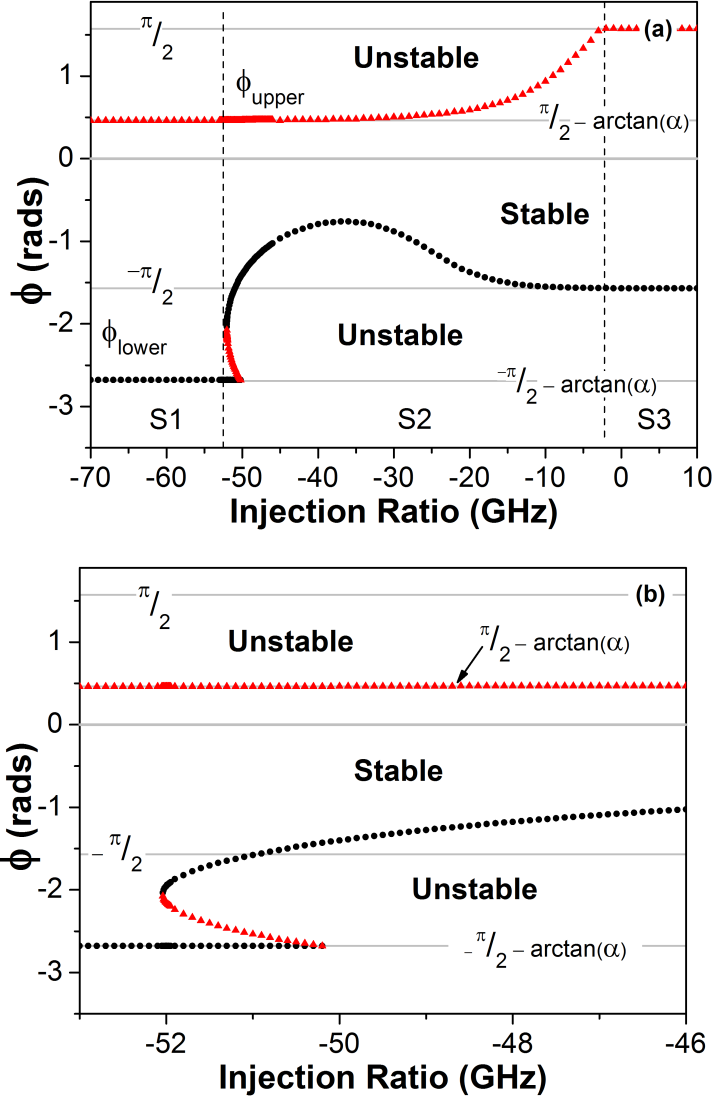 π/2
(a)
Unstable
ϕupper
π/2 – arctan(α)
1
0
Stable
-1
–π/2
-2
Unstable
ϕlower
–π/2 – arctan(α)
-3
S1
S2
S3
ϕ (rads)
-70 -60 -50 -40 -30 -20 -10 0 10
Injection Ratio (GHz)
π/2
(b)
Unstable
π/2 – arctan(α)
1
0
Stable
-1
– π/2
-2
Unstable
– π/2 – arctan(α)
-3
ϕ (rads)
-52 -50 -48 -46
Injection Ratio (GHz)